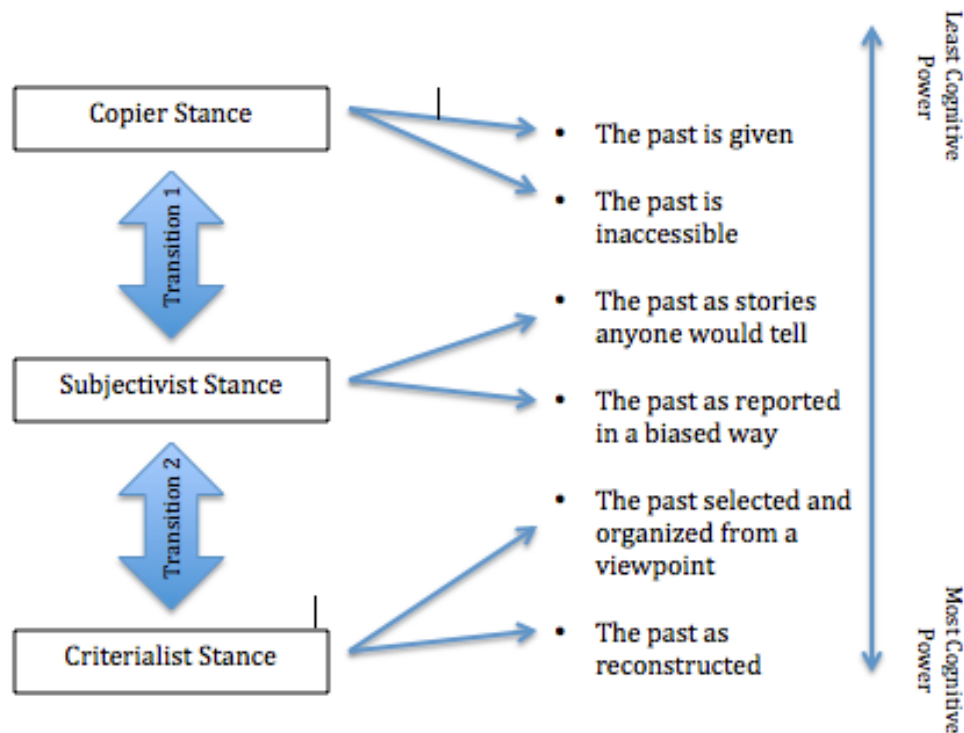 Least Cognitive
Power
Copier Stance
• The past is given
• The past is
inaccessible
Transition 1
• The past as stories
anyone would tell
Subjectivist Stance
• The past as reported
in a biased way
Transition 2
• The past selected and
organized from a
viewpoint
Criterialist Stance
• The past as
reconstructed
Most Cognitive
Power